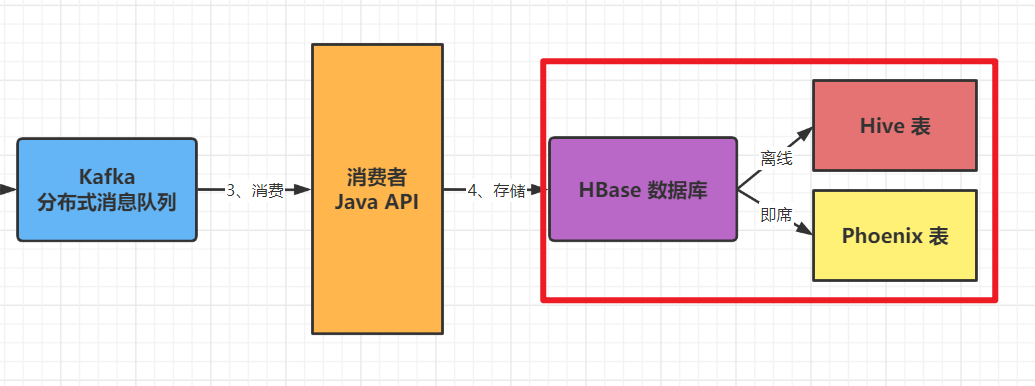 Kafka
分布式消息队列
3、消费
消费者
Java API
4、存储
HBase 数据库
离线
即席
Hive 表
Phoenix 表